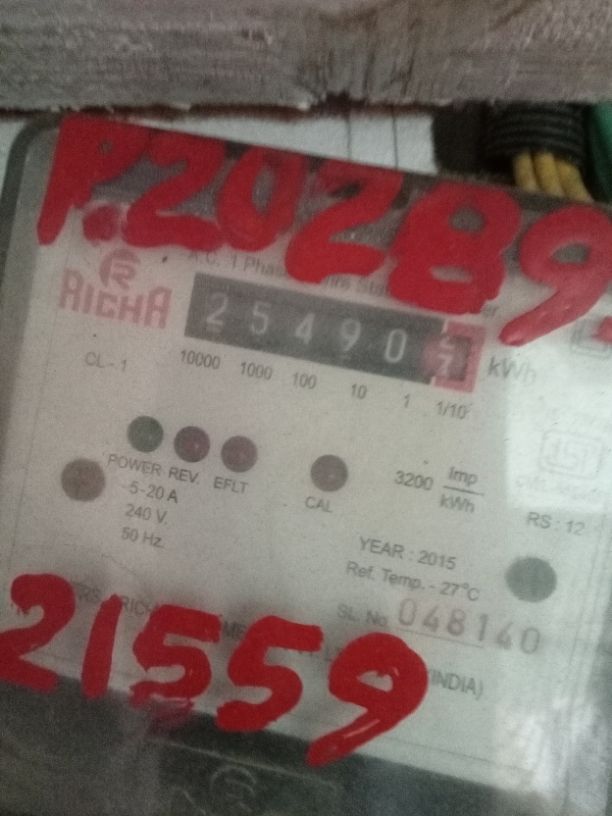 P.20289.
A.C. 1 Phase
RICHA
25490
kWh
CL-1
10000 1000 100 10 1 1/10
POWER REV. EFLT
CAL
3200 Imp/kWh
5-20 A
240 V.
50 Hz.
RS : 12
YEAR : 2015
Ref. Temp. - 27°C
SL. No. 048140
(INDIA)
21559